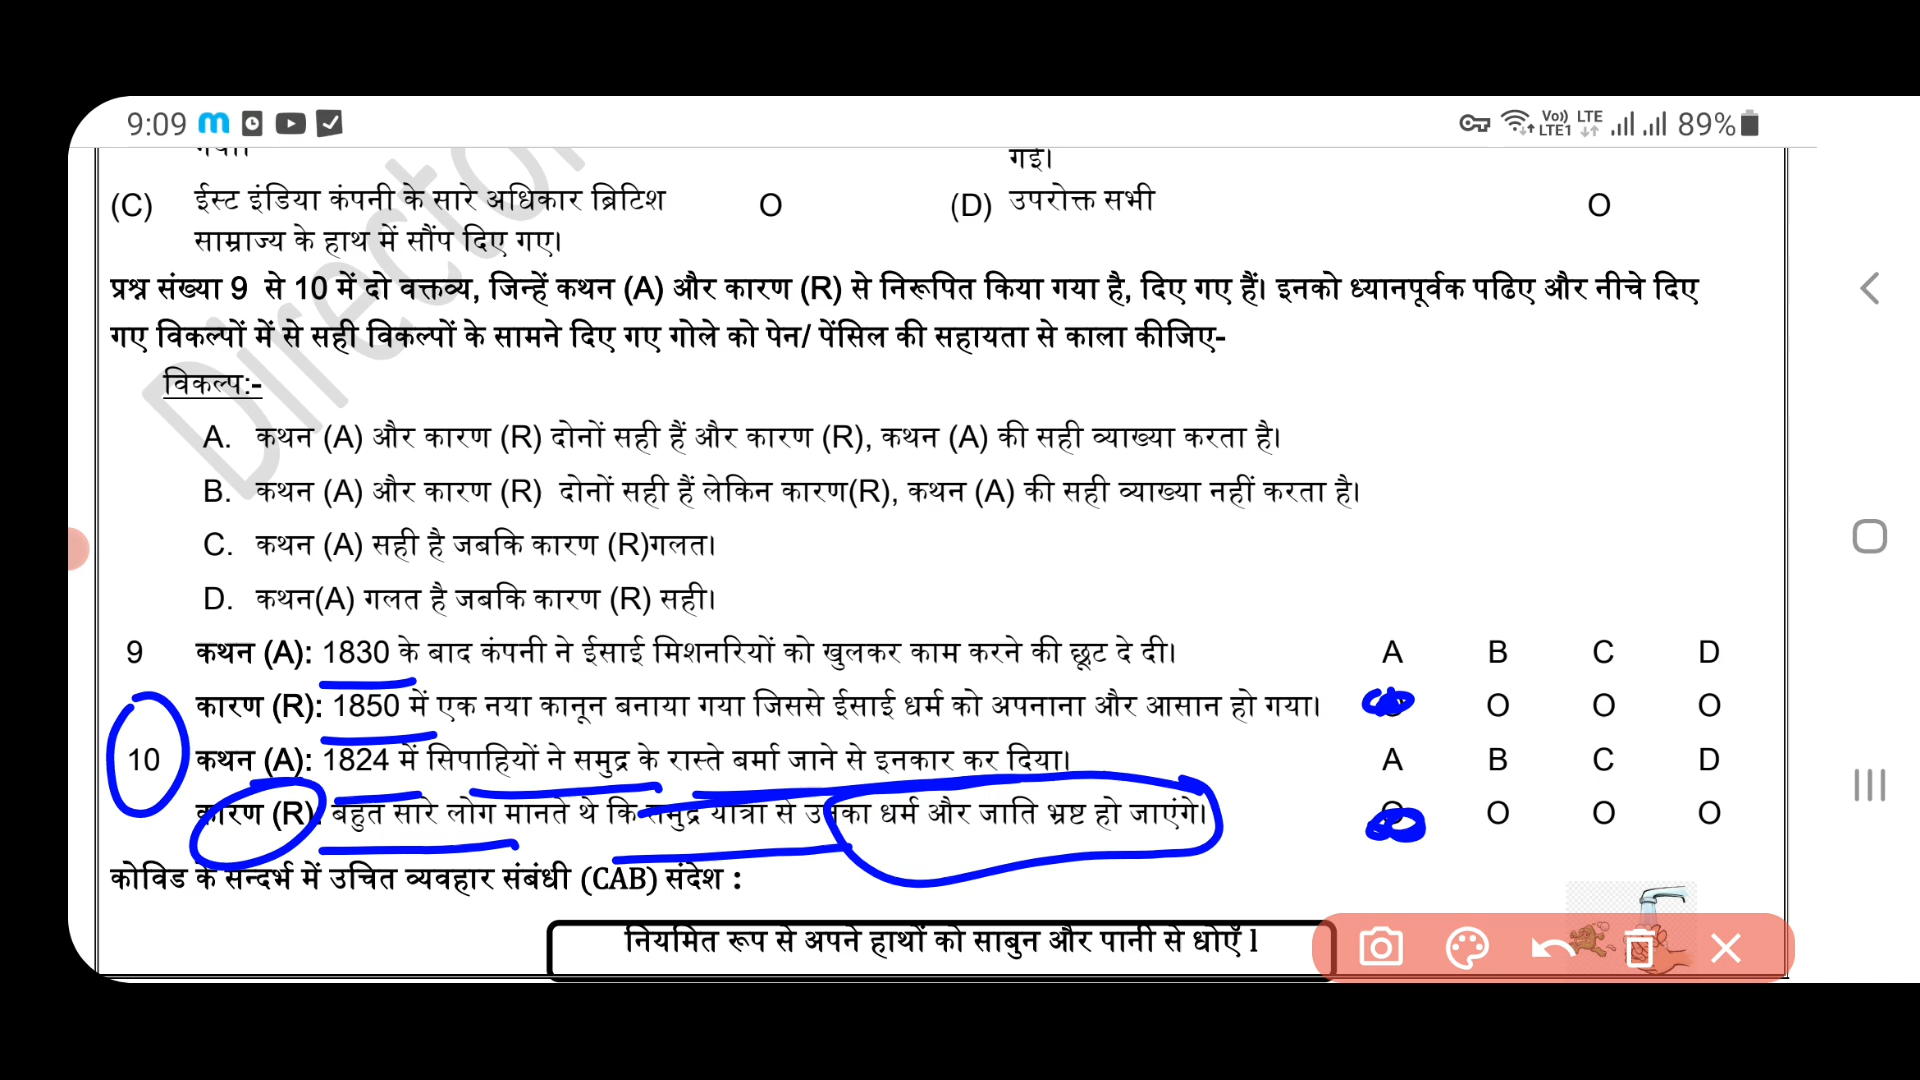 9:09 Vo)) LTE1 LTE 89%
गई।
(C) ईस्ट इंडिया कंपनी के सारे अधिकार ब्रिटिश O (D) उपरोक्त सभी O
साम्राज्य के हाथ में सौंप दिए गए।
प्रश्न संख्या 9 से 10 में दो वक्तव्य, जिन्हें कथन (A) और कारण (R) से निरूपित किया गया है, दिए गए हैं। इनको ध्यानपूर्वक पढिए और नीचे दिए
गए विकल्पों में से सही विकल्पों के सामने दिए गए गोले को पेन/ पेंसिल की सहायता से काला कीजिए-
विकल्प:-
A. कथन (A) और कारण (R) दोनों सही हैं और कारण (R), कथन (A) की सही व्याख्या करता है।
B. कथन (A) और कारण (R) दोनों सही हैं लेकिन कारण(R), कथन (A) की सही व्याख्या नहीं करता है।
C. कथन (A) सही है जबकि कारण (R)गलत।
D. कथन(A) गलत है जबकि कारण (R) सही।
9 कथन (A): 1830 के बाद कंपनी ने ईसाई मिशनरियों को खुलकर काम करने की छूट दे दी। A B C D
कारण (R): 1850 में एक नया कानून बनाया गया जिससे ईसाई धर्म को अपनाना और आसान हो गया। O O O
10 कथन (A): 1824 में सिपाहियों ने समुद्र के रास्ते बर्मा जाने से इनकार कर दिया। A B C D
कारण (R): बहुत सारे लोग मानते थे कि समुद्र यात्रा से उनका धर्म और जाति भ्रष्ट हो जाएंगे। O O O O
कोविड के सन्दर्भ में उचित व्यवहार संबंधी (CAB) संदेश :
नियमित रूप से अपने हाथों को साबुन और पानी से धोएँ l
Director